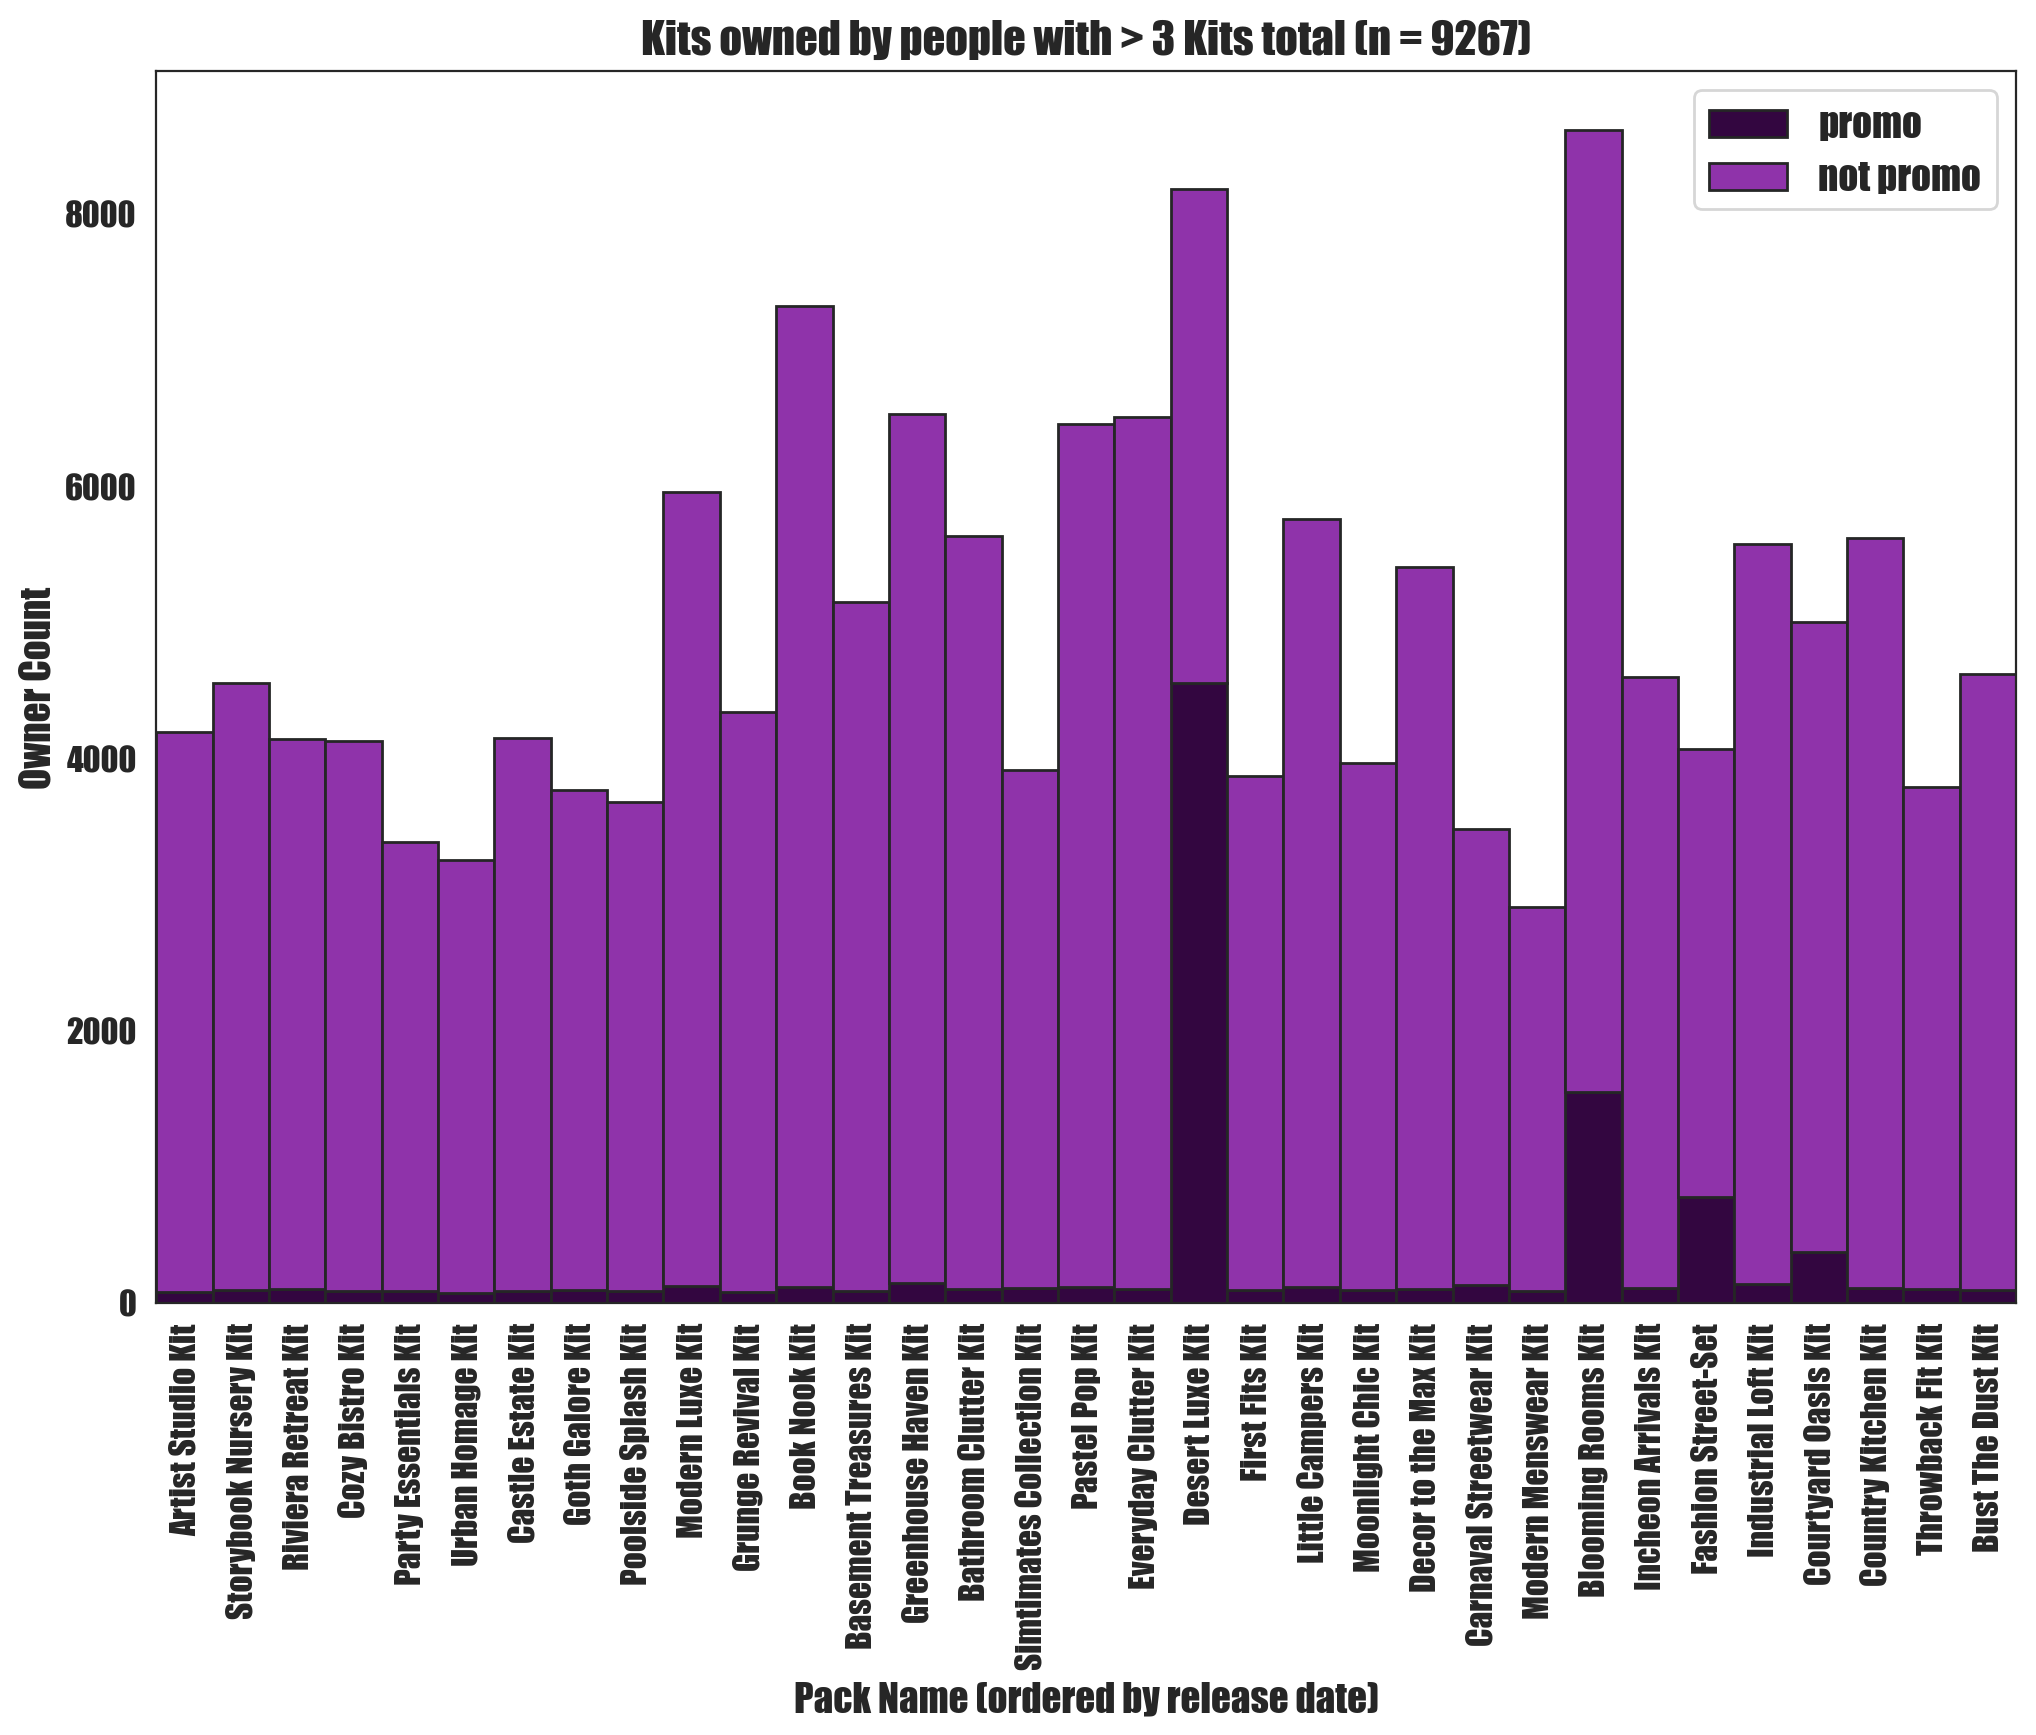 Kits owned by people with > 3 Kits total (n = 9267)
promo
not promo
Owner Count
8000
6000
4000
2000
0
Artist Studio Kit
Storybook Nursery Kit
Riviera Retreat Kit
Cozy Bistro Kit
Party Essentials Kit
Urban Homage Kit
Castle Estate Kit
Goth Galore Kit
Poolside Splash Kit
Modern Luxe Kit
Grunge Revival Kit
Book Nook Kit
Basement Treasures Kit
Greenhouse Haven Kit
Bathroom Clutter Kit
Simtimates Collection Kit
Pastel Pop Kit
Everyday Clutter Kit
Desert Luxe Kit
First Fits Kit
Little Campers Kit
Moonlight Chic Kit
Decor to the Max Kit
Carnaval Streetwear Kit
Modern Menswear Kit
Blooming Rooms Kit
Incheon Arrivals Kit
Fashion Street-Set
Industrial Loft Kit
Courtyard Oasis Kit
Country Kitchen Kit
Throwback Fit Kit
Bust The Dust Kit
Pack Name (ordered by release date)